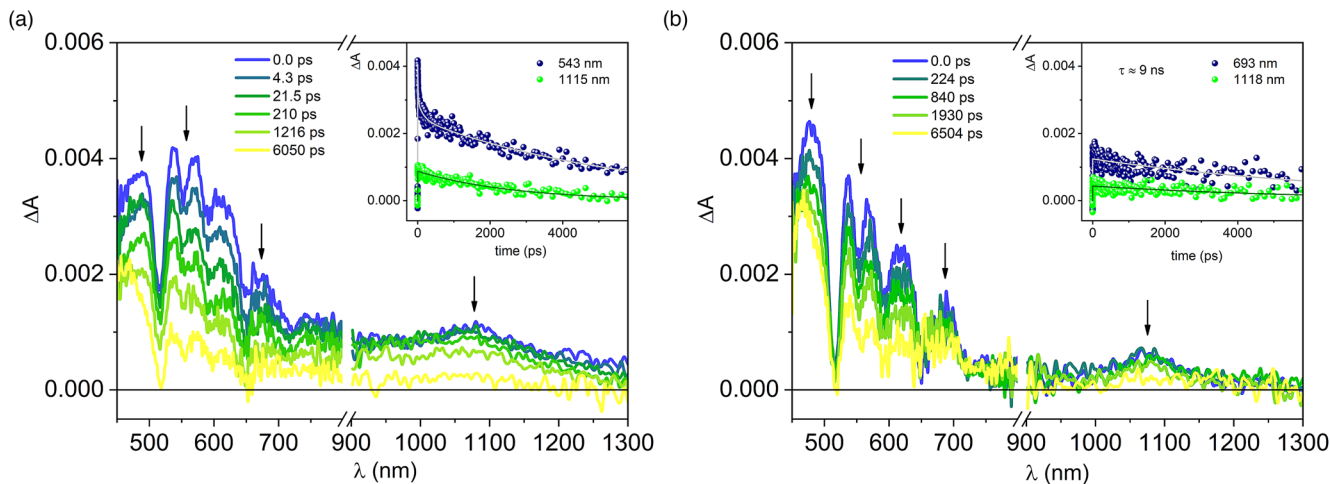 (a)
0.006
0.004
0.002
0.000
ΔA
500
600
700
900
1000
1100
1200
1300
λ (nm)
0.0 ps
4.3 ps
21.5 ps
210 ps
1216 ps
6050 ps
ΔA
0.004
0.002
0.000
0
2000
4000
time (ps)
543 nm
1115 nm
(b)
0.006
0.004
0.002
0.000
ΔA
500
600
700
800
900
1000
1100
1200
1300
λ (nm)
0.0 ps
224 ps
840 ps
1930 ps
6504 ps
ΔA
0.004
0.002
0.000
0
2000
4000
time (ps)
τ ≈ 9 ns
693 nm
1118 nm